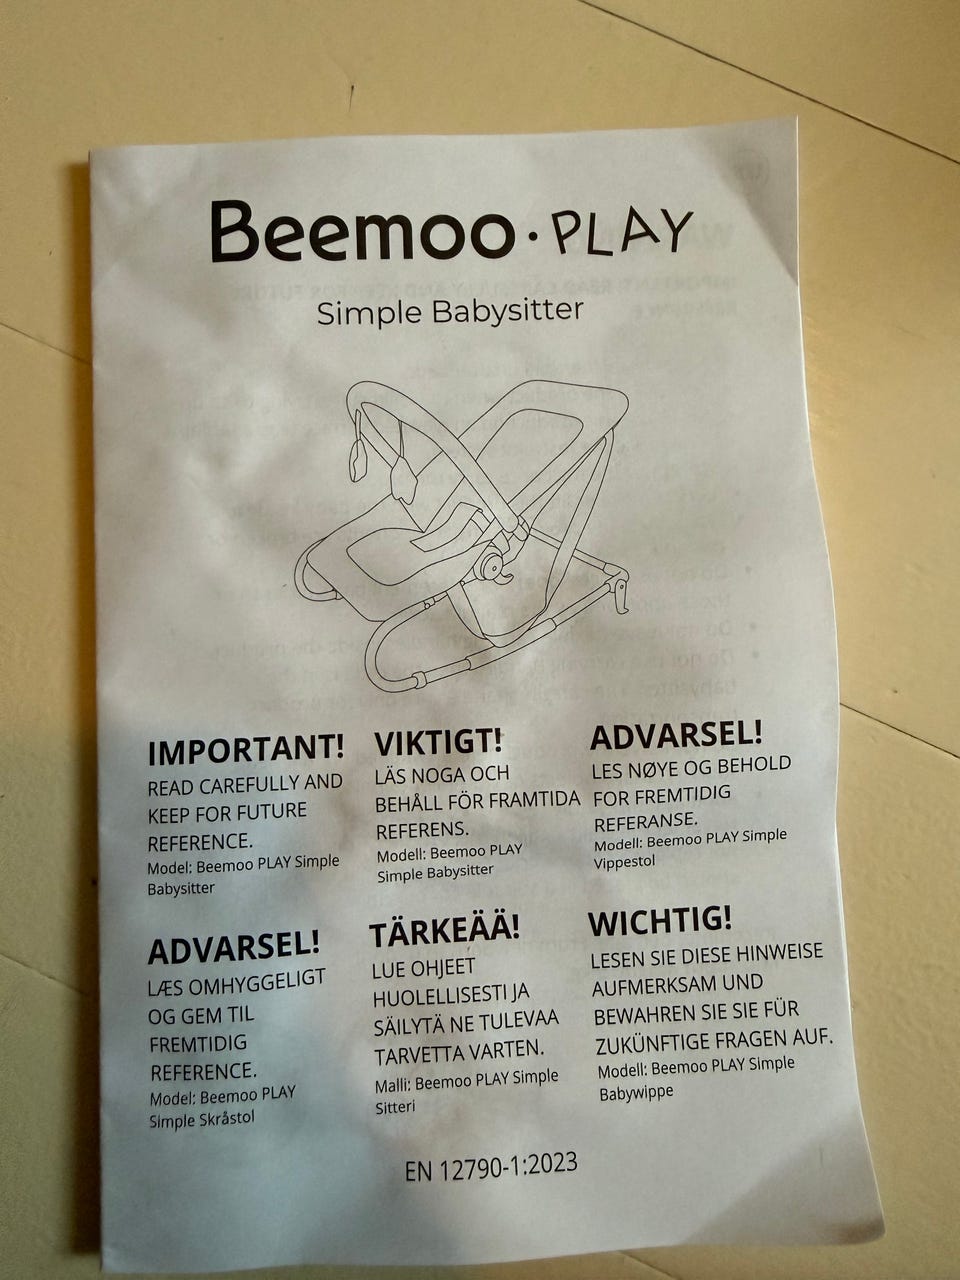 Beemoo·PLAY
Simple Babysitter
IMPORTANT!
READ CAREFULLY AND
KEEP FOR FUTURE
REFERENCE.
Model: Beemoo PLAY Simple
Babysitter
VIKTIGT!
LÄS NOGA OCH
BEHÅLL FÖR FRAMTIDA
REFERENS.
Modell: Beemoo PLAY
Simple Babysitter
ADVARSEL!
LES NØYE OG BEHOLD
FOR FREMTIDIG
REFERANSE.
Modell: Beemoo PLAY Simple
Vippestol
ADVARSEL!
LÆS OMHYGGELIGT
OG GEM TIL
FREMTIDIG
REFERENCE.
Model: Beemoo PLAY
Simple Skråstol
TÄRKEÄÄ!
LUE OHJEET
HUOLELLISESTI JA
SÄILYTÄ NE TULEVAA
TARVETTA VARTEN.
Malli: Beemoo PLAY Simple
Sitteri
WICHTIG!
LESEN SIE DIESE HINWEISE
AUFMERKSAM UND
BEWAHREN SIE SIE FÜR
ZUKÜNFTIGE FRAGEN AUF.
Modell: Beemoo PLAY Simple
Babywippe
EN 12790-1:2023